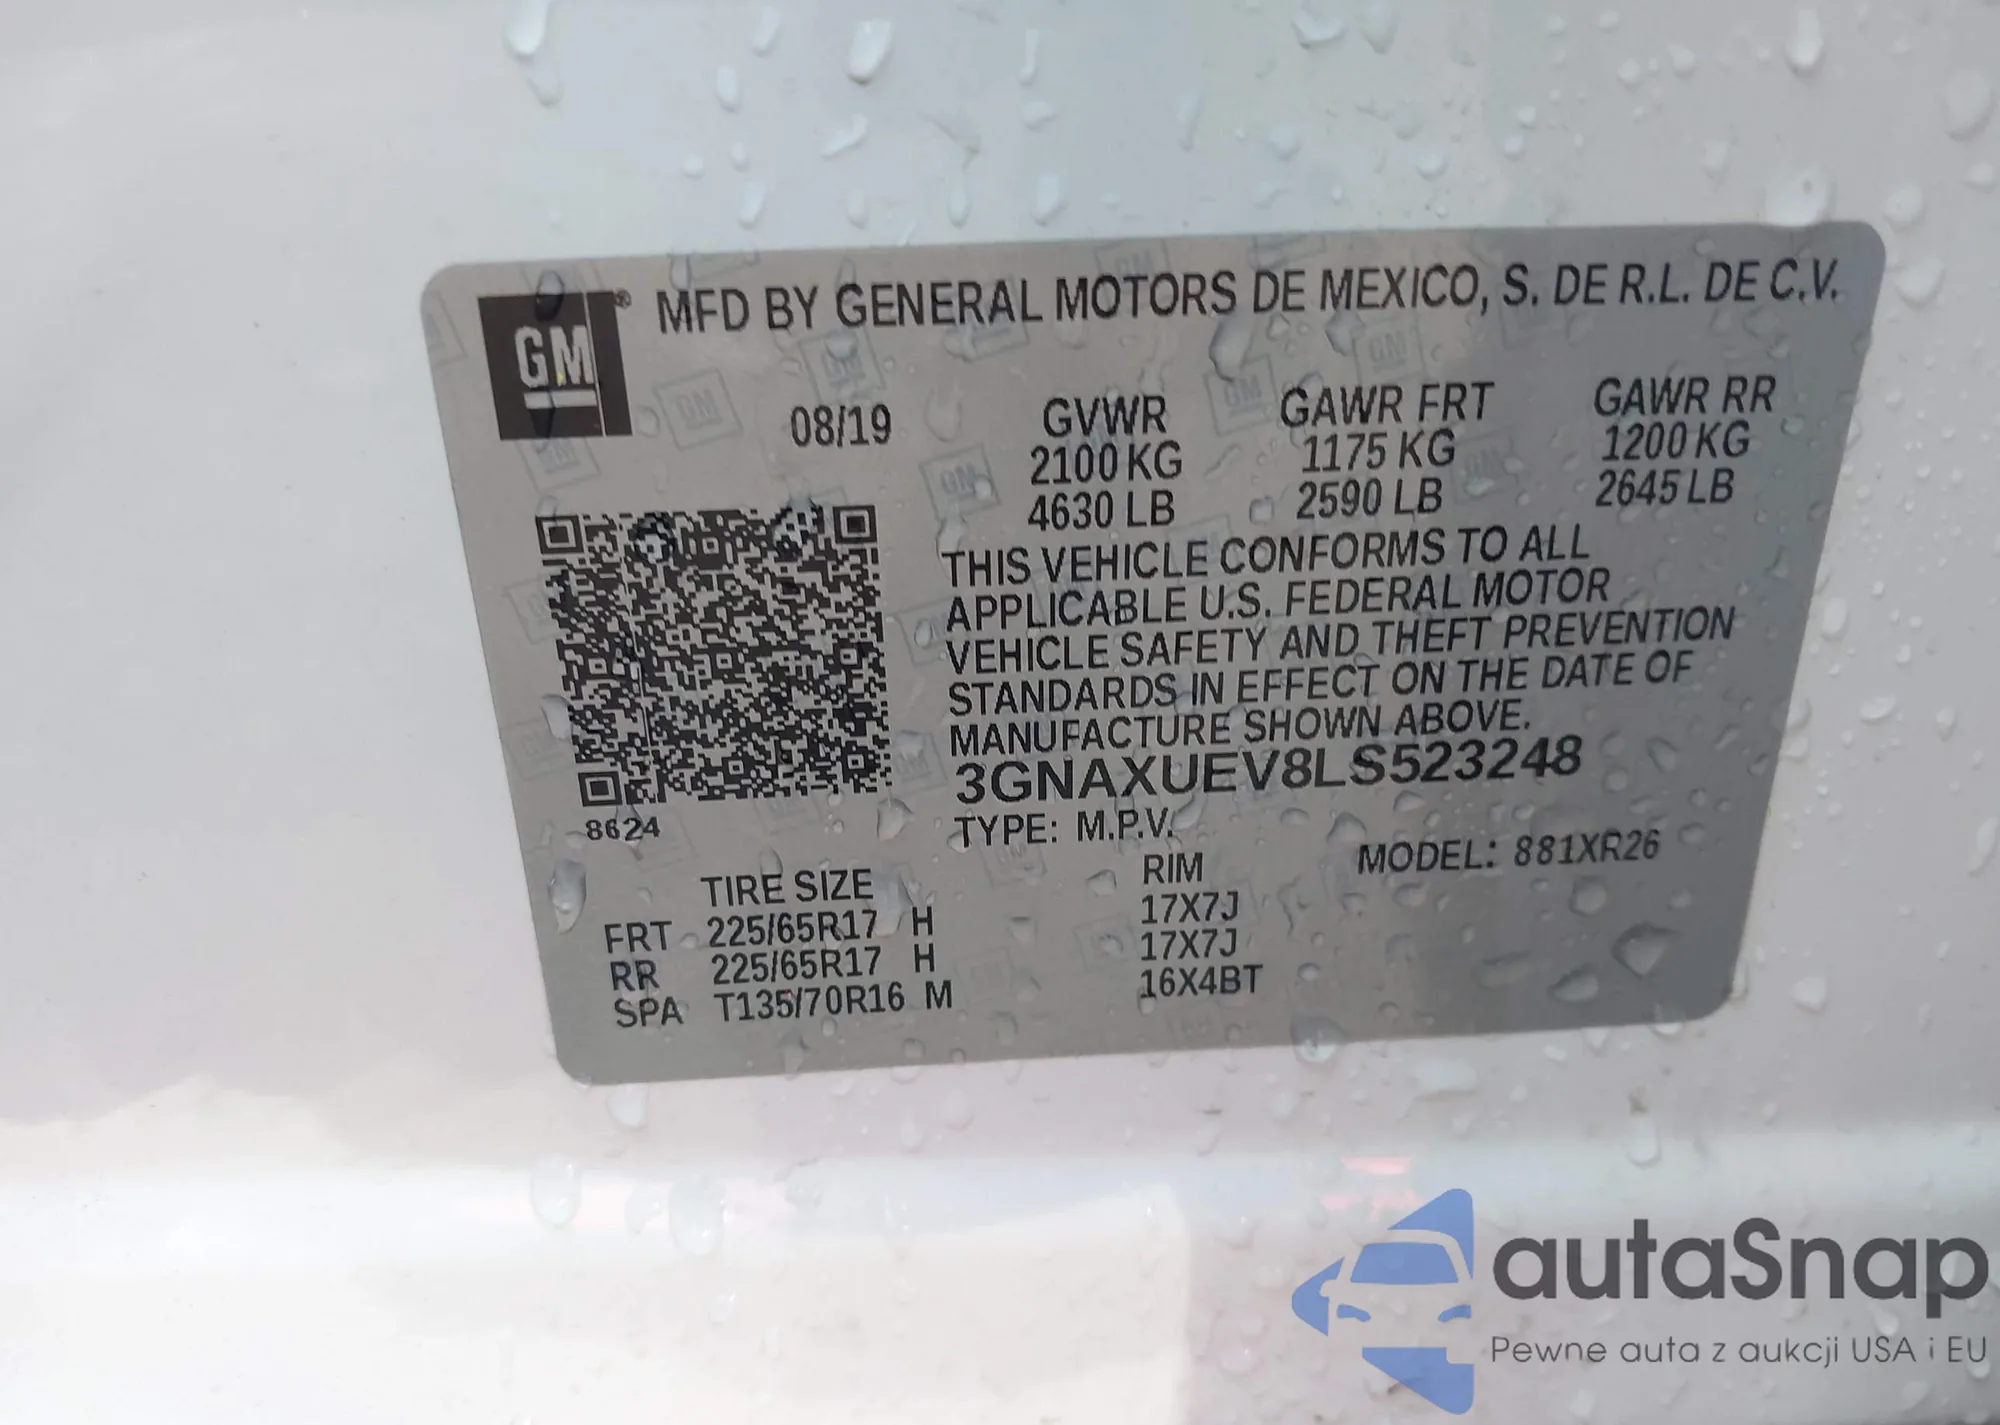 GM ® MFD BY GENERAL MOTORS DE MEXICO, S. DE R.L. DE C.V.
08/19 GVWR GAWR FRT GAWR RR
2100 KG 1175 KG 1200 KG
4630 LB 2590 LB 2645 LB
THIS VEHICLE CONFORMS TO ALL
APPLICABLE U.S. FEDERAL MOTOR
VEHICLE SAFETY AND THEFT PREVENTION
STANDARDS IN EFFECT ON THE DATE OF
MANUFACTURE SHOWN ABOVE.
3GNAXUEV8LS523248
8624 TYPE: M.P.V. MODEL: 881XR26
TIRE SIZE RIM
FRT 225/65R17 H 17X7J
RR 225/65R17 H 17X7J
SPA T135/70R16 M 16X4BT
autaSnap
Pewne auta z aukcji USA i EU